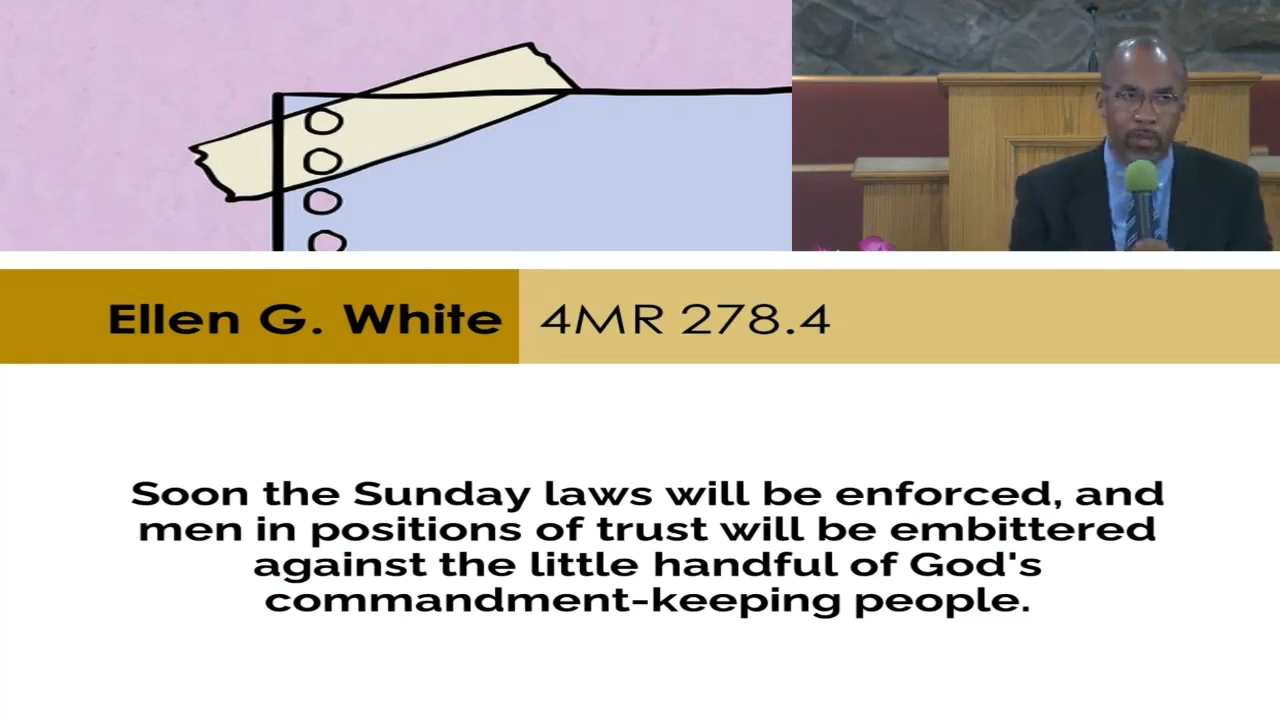 Ellen G. White 4MR 278.4
Soon the Sunday laws will be enforced, and
men in positions of trust will be embittered
against the little handful of God's
commandment-keeping people.